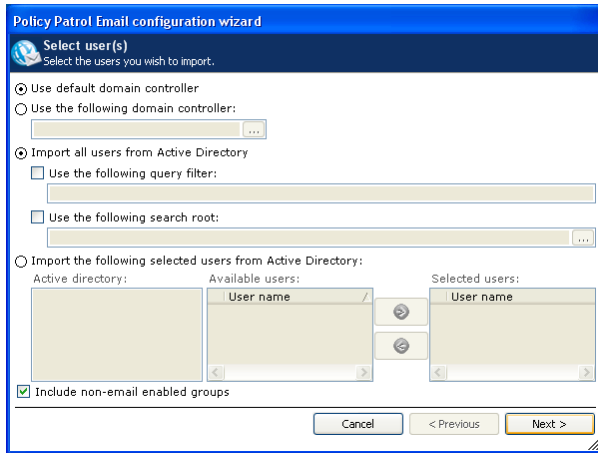 Policy Patrol Email configuration wizard
Select user(s)
Select the users you wish to import.
Use default domain controller
Use the following domain controller:
...
Import all users from Active Directory
Use the following query filter:
Use the following search root:
...
Import the following selected users from Active Directory:
Active directory: Available users: Selected users:
User name / User name
Include non-email enabled groups
Cancel < Previous Next >